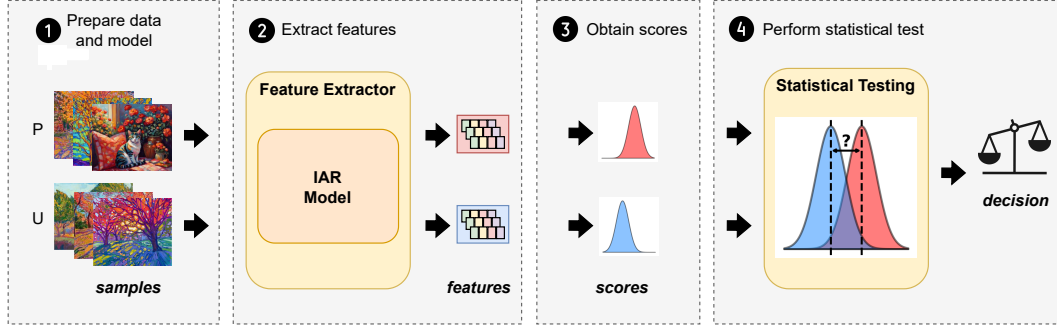 1 Prepare data
and model
2 Extract features
3 Obtain scores
4 Perform statistical test
Feature Extractor
Statistical Testing
P
IAR
Model
?
U
samples
features
scores
decision